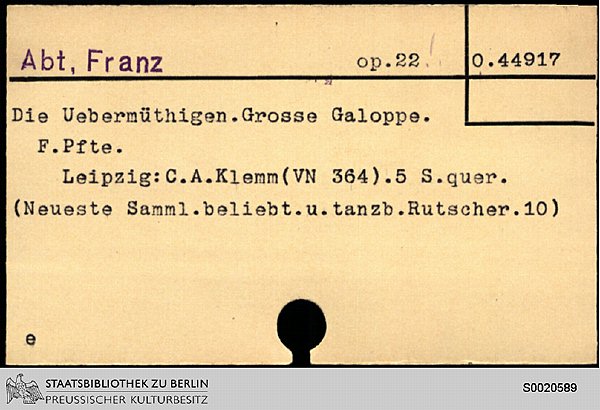 Abt, Franz op.22 O.44917
Die Uebermüthigen.Grosse Galoppe.
F.Pfte.
Leipzig:C.A.Klemm(VN 364).5 S.quer.
(Neueste Samml.beliebt.u.tanzb.Rutscher.10)
e
STAATSBIBLIOTHEK ZU BERLIN
PREUSSISCHER KULTURBESITZ
S0020589